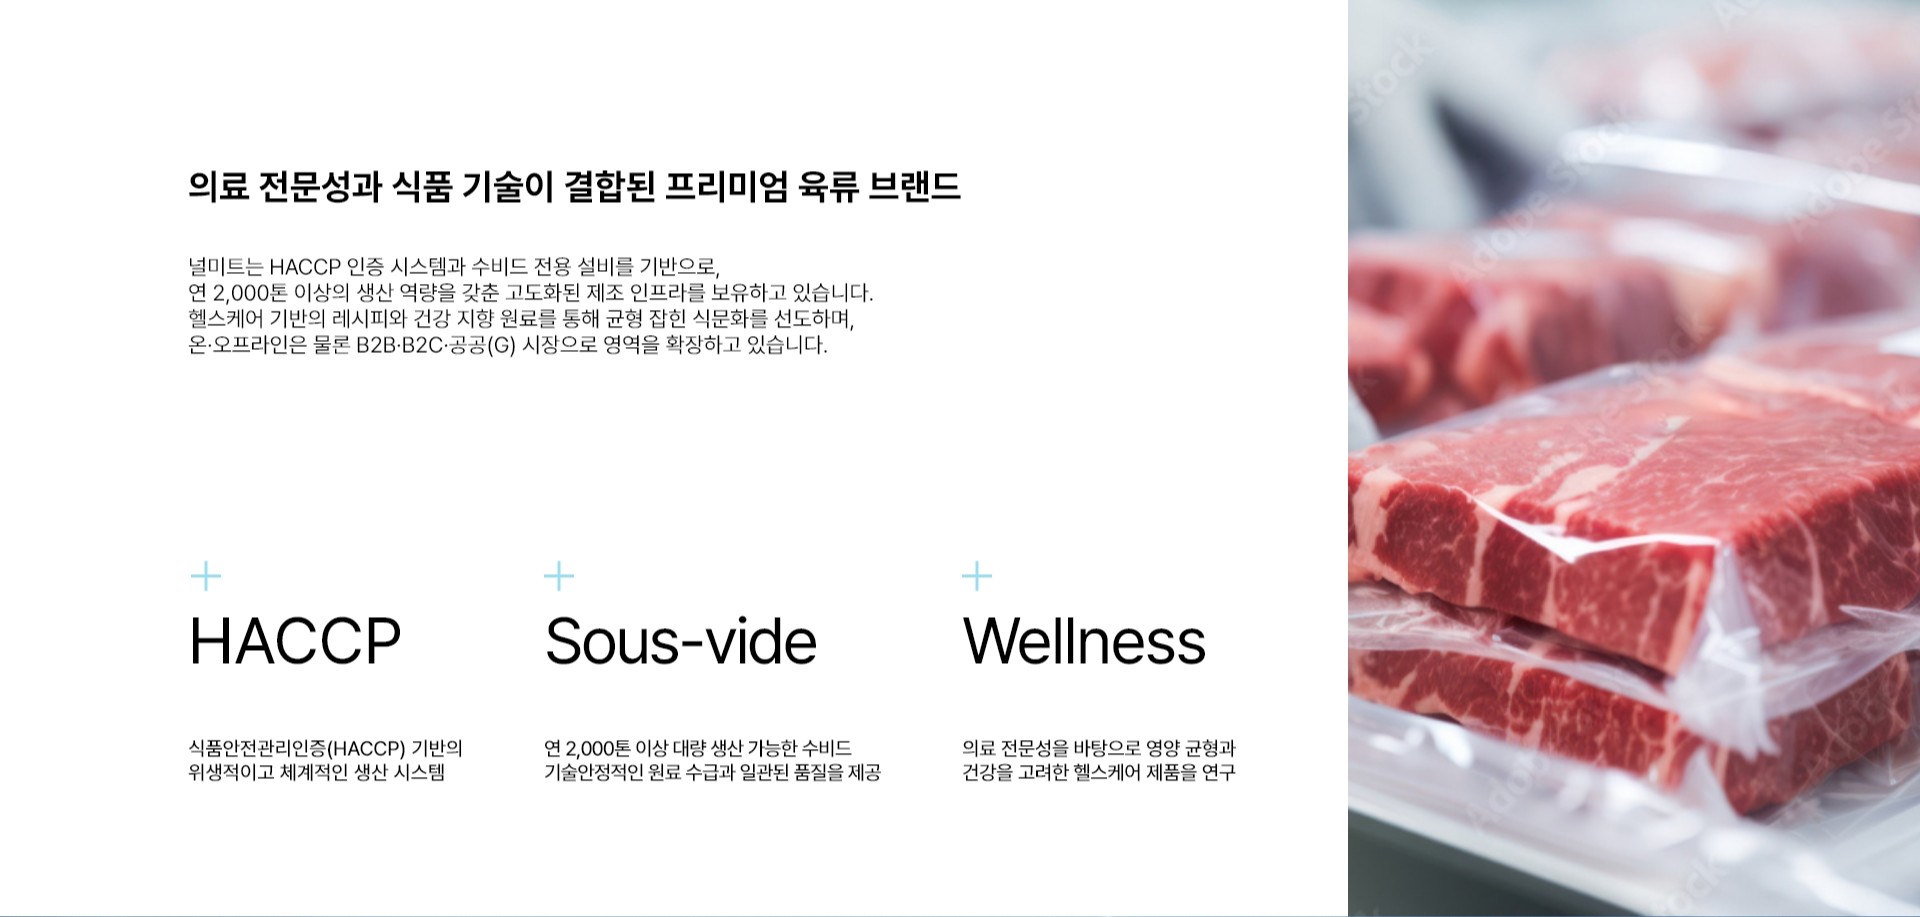 의료 전문성과 식품 기술이 결합된 프리미엄 육류 브랜드
널미트는 HACCP 인증 시스템과 수비드 전용 설비를 기반으로,
연 2,000톤 이상의 생산 역량을 갖춘 고도화된 제조 인프라를 보유하고 있습니다.
헬스케어 기반의 레시피와 건강 지향 원료를 통해 균형 잡힌 식문화를 선도하며,
온·오프라인은 물론 B2B·B2C·공공(G) 시장으로 영역을 확장하고 있습니다.
HACCP
식품안전관리인증(HACCP) 기반의
위생적이고 체계적인 생산 시스템
Sous-vide
연 2,000톤 이상 대량 생산 가능한 수비드
기술안정적인 원료 수급과 일관된 품질을 제공
Wellness
의료 전문성을 바탕으로 영양 균형과
건강을 고려한 헬스케어 제품을 연구
Adobe Stock
Adobe Stock